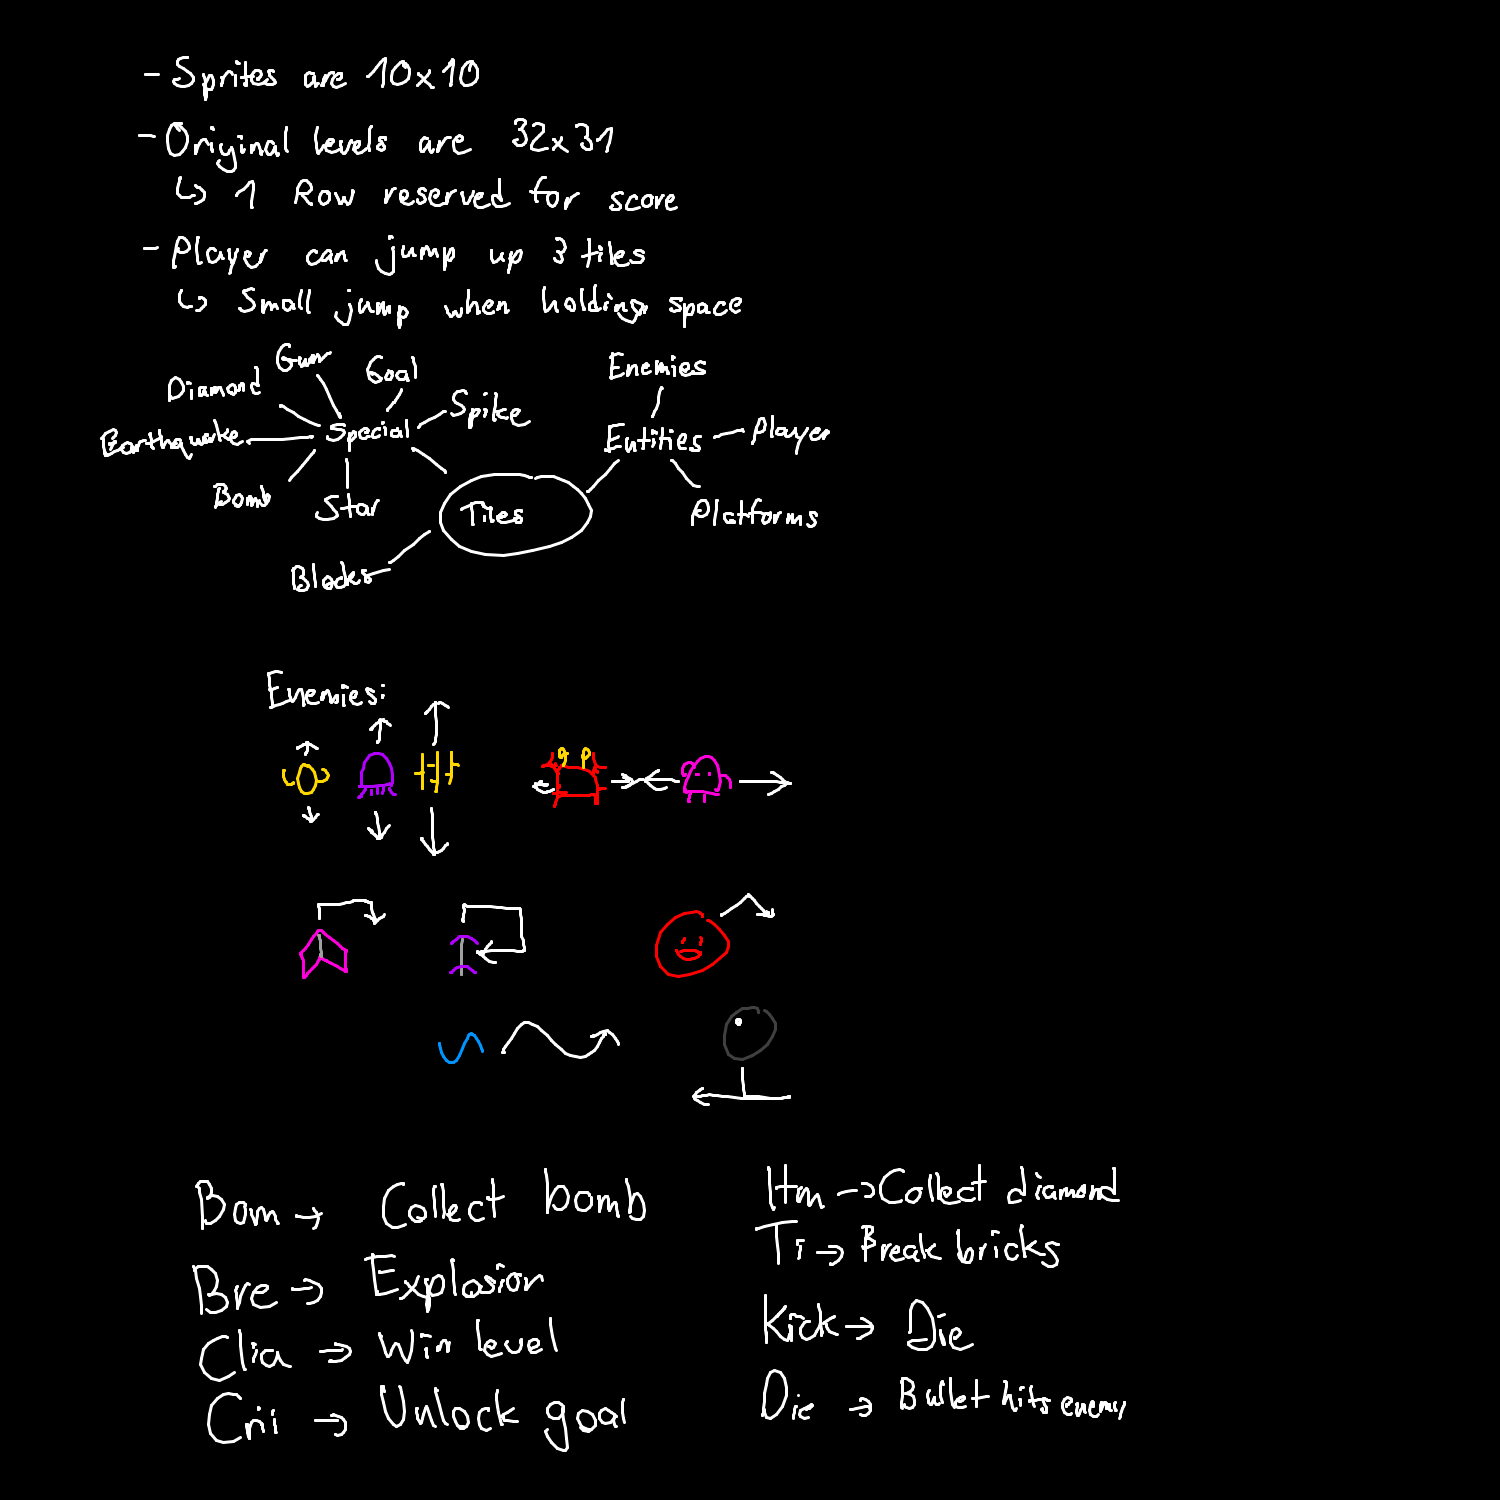 - Sprites are 10x10
- Original levels are 32x31
↳ 1 Row reserved for score
- Player can jump up 3 tiles
↳ Small jump when holding space
Gun
Goal
Diamond
Spike
Earthquake
Special
Bomb
Star
Enemies
Entities
Player
Tiles
Platforms
Blocks
Enemies:
Bom → Collect bomb
Bre → Explosion
Clia → Win level
Cri → Unlock goal
Itm → Collect diamond
Ti → Break bricks
Kick → Die
Die → Bullet hits enemy